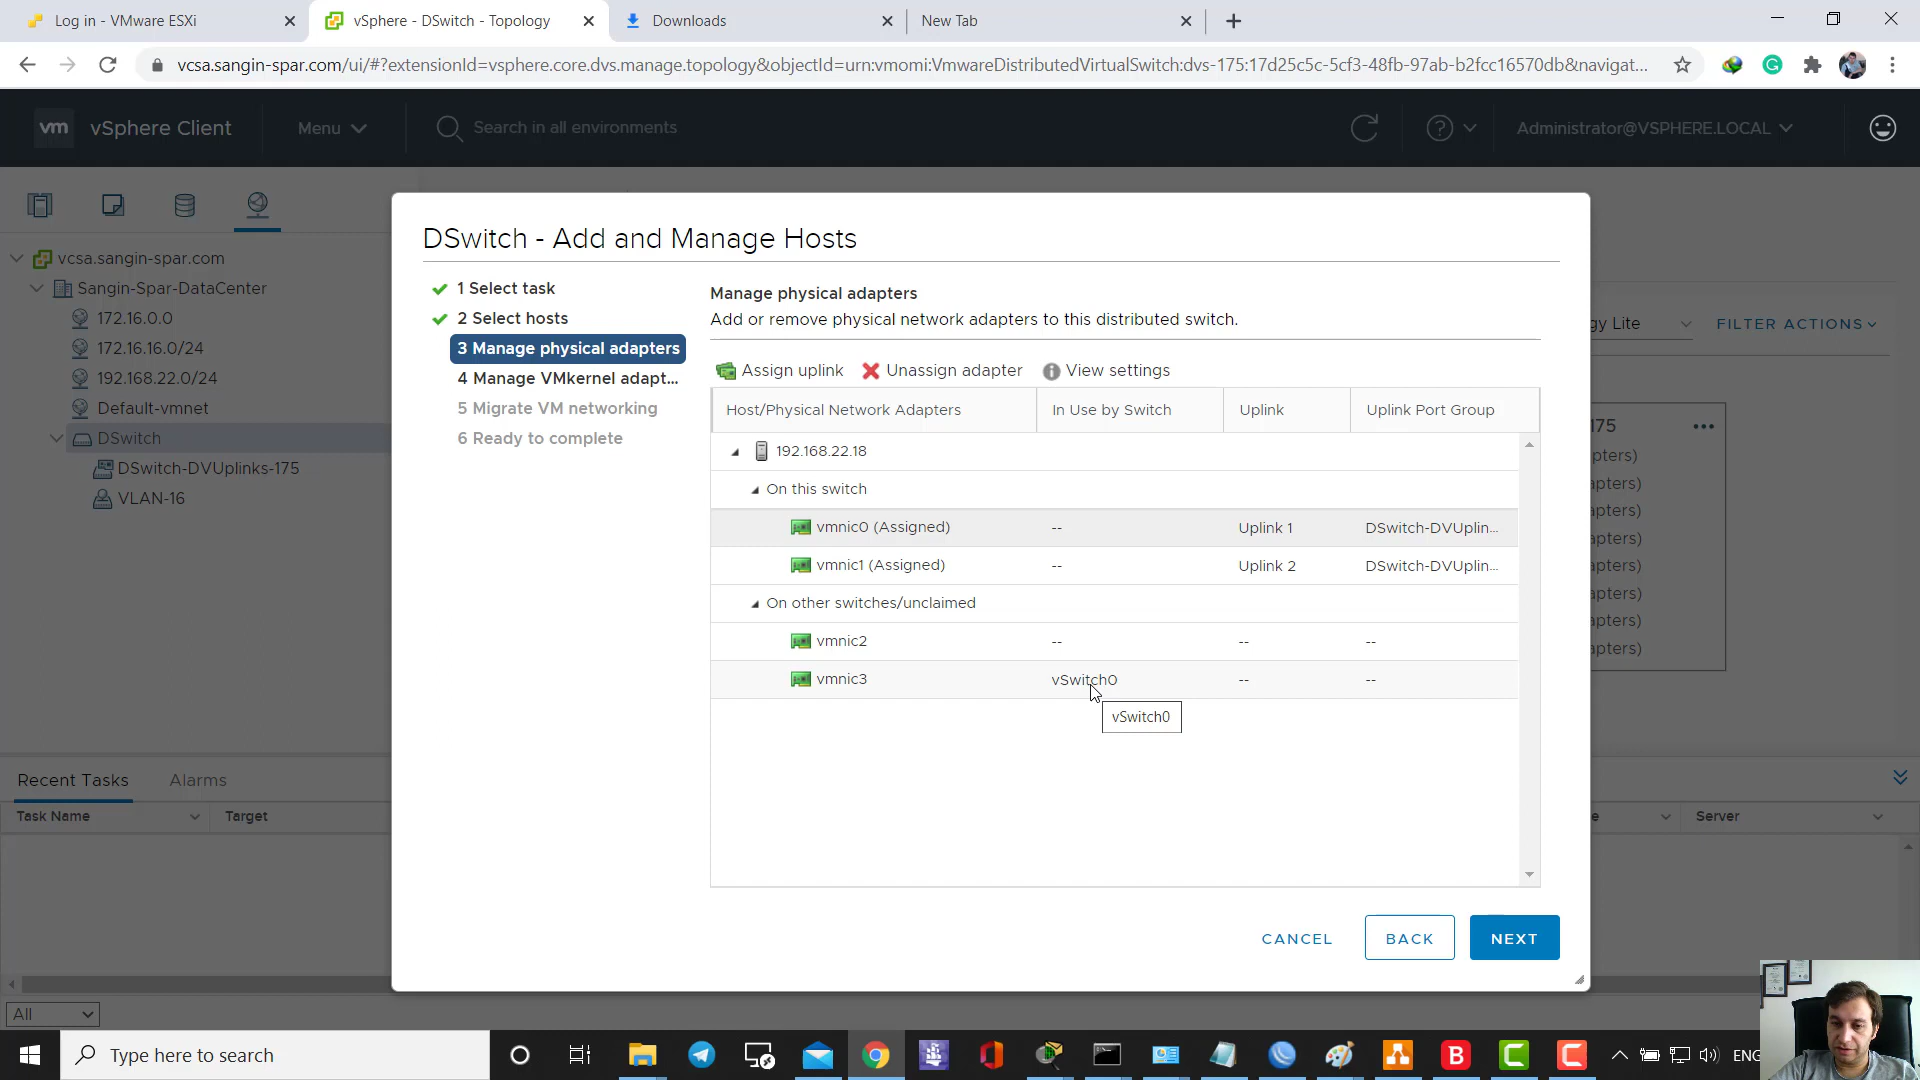 Log in - VMware ESXi
vSphere - DSwitch - Topology
Downloads
New Tab
vcsa.sangin-spar.com/ui/#?extensionId=vsphere.core.dvs.manage.topology&objectId=urn:vmomi:VmwareDistributedVirtualSwitch:dvs-175:17d25c5c-5cf3-48fb-97ab-b2fcc16570db&navigat...
vm vSphere Client
Menu
Search in all environments
Administrator@VSPHERE.LOCAL
vcsa.sangin-spar.com
Sangin-Spar-DataCenter
172.16.0.0
172.16.16.0/24
192.168.22.0/24
Default-vmnet
DSwitch
DSwitch-DVUplinks-175
VLAN-16
DSwitch - Add and Manage Hosts
1 Select task
2 Select hosts
3 Manage physical adapters
4 Manage VMkernel adapt...
5 Migrate VM networking
6 Ready to complete
Manage physical adapters
Add or remove physical network adapters to this distributed switch.
Assign uplink Unassign adapter View settings
Host/Physical Network Adapters In Use by Switch Uplink Uplink Port Group
192.168.22.18
On this switch
vmnic0 (Assigned) -- Uplink 1 DSwitch-DVUplin...
vmnic1 (Assigned) -- Uplink 2 DSwitch-DVUplin...
On other switches/unclaimed
vmnic2 -- -- --
vmnic3 vSwitch0 -- --
vSwitch0
CANCEL BACK NEXT
gy Lite FILTER ACTIONS
175
apters)
apters)
apters)
apters)
apters)
apters)
apters)
apters)
Recent Tasks Alarms
Task Name Target
e Server
All
Type here to search
ENG